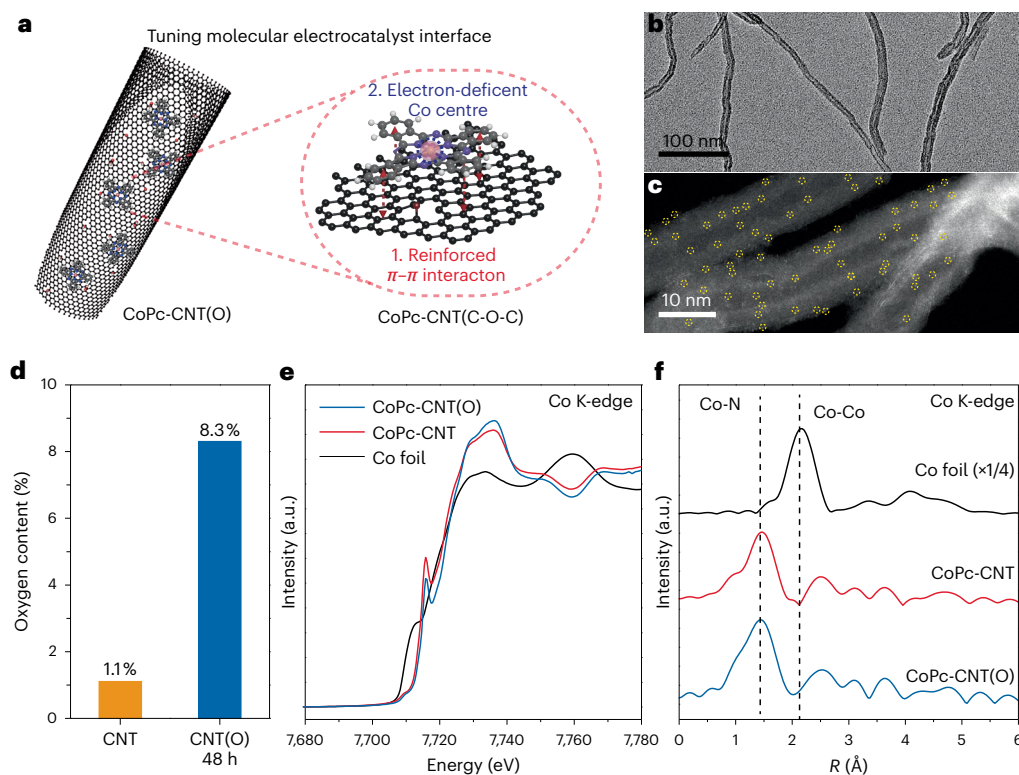 a
Tuning molecular electrocatalyst interface
2. Electron-deficient
Co centre
1. Reinforced
π–π interacton
CoPc-CNT(O)
CoPc-CNT(C-O-C)
b
100 nm
c
10 nm
d
Oxygen content (%)
10
8
6
4
2
0
1.1%
8.3%
CNT
CNT(O)
48 h
e
CoPc-CNT(O)
CoPc-CNT
Co foil
Co K-edge
Intensity (a.u.)
7,680
7,700
7,720
7,740
7,760
7,780
Energy (eV)
f
Co-N
Co-Co
Co K-edge
Co foil (×1/4)
CoPc-CNT
CoPc-CNT(O)
Intensity (a.u.)
0
1
2
3
4
5
6
R (Å)